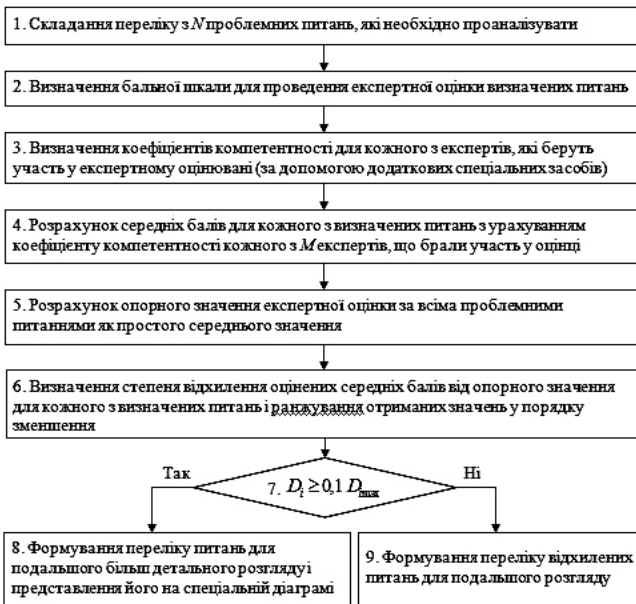 1. Складання переліку з N проблемних питань, які необхідно проаналізувати
2. Визначення бальної шкали для проведення експертної оцінки визначених питань
3. Визначення коефіцієнтів компетентності для кожного з експертів, які беруть
участь у експертному оцінювані (за допомогою додаткових спеціальних засобів)
4. Розрахунок середніх балів для кожного з визначених питань з урахуванням
коефіцієнту компетентності кожного з M експертів, що брали участь у оцінці
5. Розрахунок опорного значення експертної оцінки за всіма проблемними
питаннями як простого середнього значення
6. Визначення степеня відхилення оцінених середніх балів від опорного значення
для кожного з визначених питань і ранжування отриманих значень у порядку
зменшення
Так
Ні
7. D_i ≥ 0,1 D_max
8. Формування переліку питань для
подальшого більш детального розгляду і
представлення його на спеціальній діаграмі
9. Формування переліку відхилених
питань для подальшого розгляду